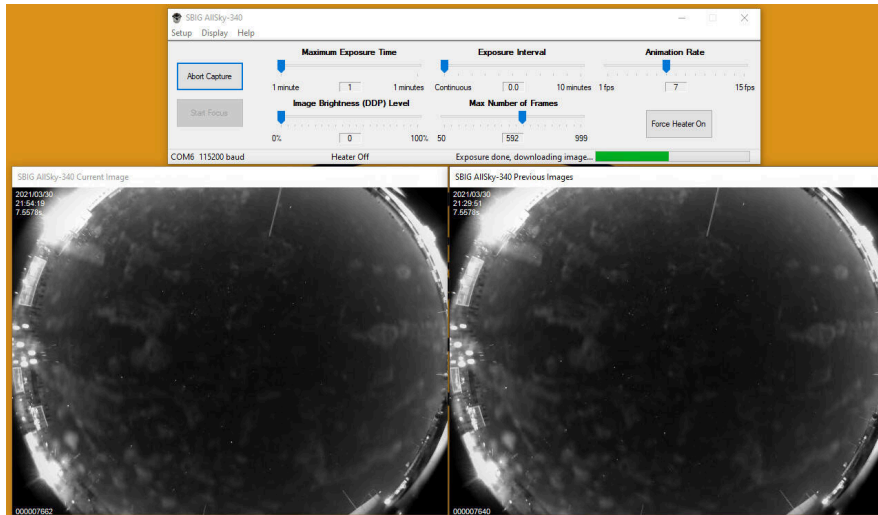 SBIG AllSky-340
Setup Display Help
Maximum Exposure Time
Exposure Interval
Animation Rate
Abort Capture
1 minute 1 1 minutes
Continuous 0.0 10 minutes
1 fps 7 15 fps
Start Focus
Image Brightness (DDP) Level
Max Number of Frames
Force Heater On
0% 0 100%
50 592 999
COM6 115200 baud
Heater Off
Exposure done, downloading image...
SBIG AllSky-340 Current Image
2021/03/30
21:54:19
7.5578s
000007662
SBIG AllSky-340 Previous Images
2021/03/30
21:29:51
7.5578s
000007640